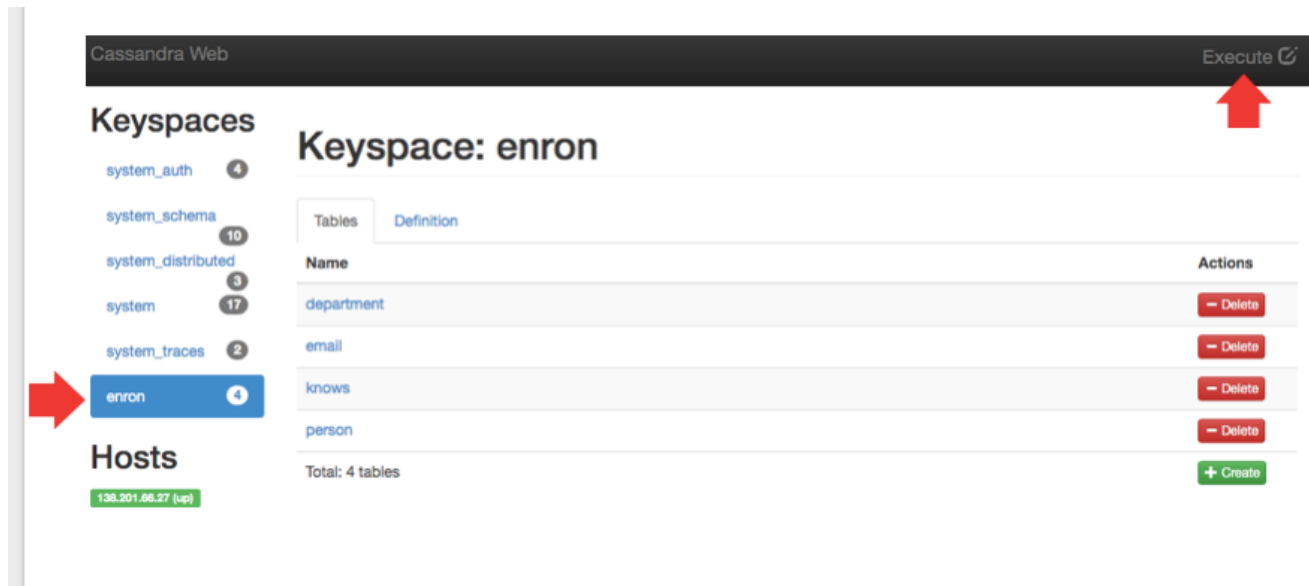 Cassandra Web Execute
Keyspaces
system_auth 4
system_schema 10
system_distributed 3
system 17
system_traces 2
enron 4
Hosts
138.201.66.27 (up)
Keyspace: enron
Tables Definition
Name Actions
department − Delete
email − Delete
knows − Delete
person − Delete
Total: 4 tables + Create